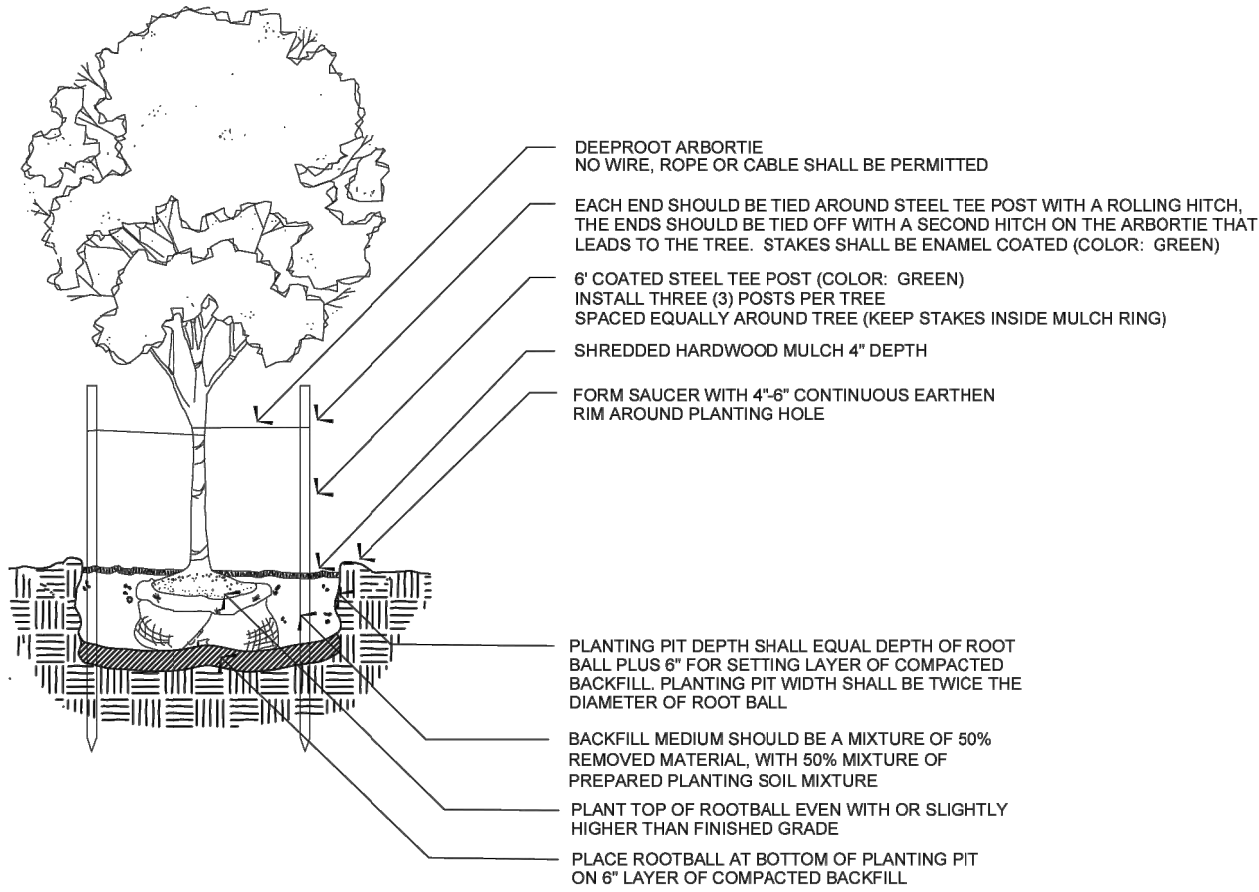 DEEPROOT ARBORTIE
NO WIRE, ROPE OR CABLE SHALL BE PERMITTED
EACH END SHOULD BE TIED AROUND STEEL TEE POST WITH A ROLLING HITCH,
THE ENDS SHOULD BE TIED OFF WITH A SECOND HITCH ON THE ARBORTIE THAT
LEADS TO THE TREE. STAKES SHALL BE ENAMEL COATED (COLOR: GREEN)
6' COATED STEEL TEE POST (COLOR: GREEN)
INSTALL THREE (3) POSTS PER TREE
SPACED EQUALLY AROUND TREE (KEEP STAKES INSIDE MULCH RING)
SHREDDED HARDWOOD MULCH 4" DEPTH
FORM SAUCER WITH 4"-6" CONTINUOUS EARTHEN
RIM AROUND PLANTING HOLE
PLANTING PIT DEPTH SHALL EQUAL DEPTH OF ROOT
BALL PLUS 6" FOR SETTING LAYER OF COMPACTED
BACKFILL. PLANTING PIT WIDTH SHALL BE TWICE THE
DIAMETER OF ROOT BALL
BACKFILL MEDIUM SHOULD BE A MIXTURE OF 50%
REMOVED MATERIAL, WITH 50% MIXTURE OF
PREPARED PLANTING SOIL MIXTURE
PLANT TOP OF ROOTBALL EVEN WITH OR SLIGHTLY
HIGHER THAN FINISHED GRADE
PLACE ROOTBALL AT BOTTOM OF PLANTING PIT
ON 6" LAYER OF COMPACTED BACKFILL